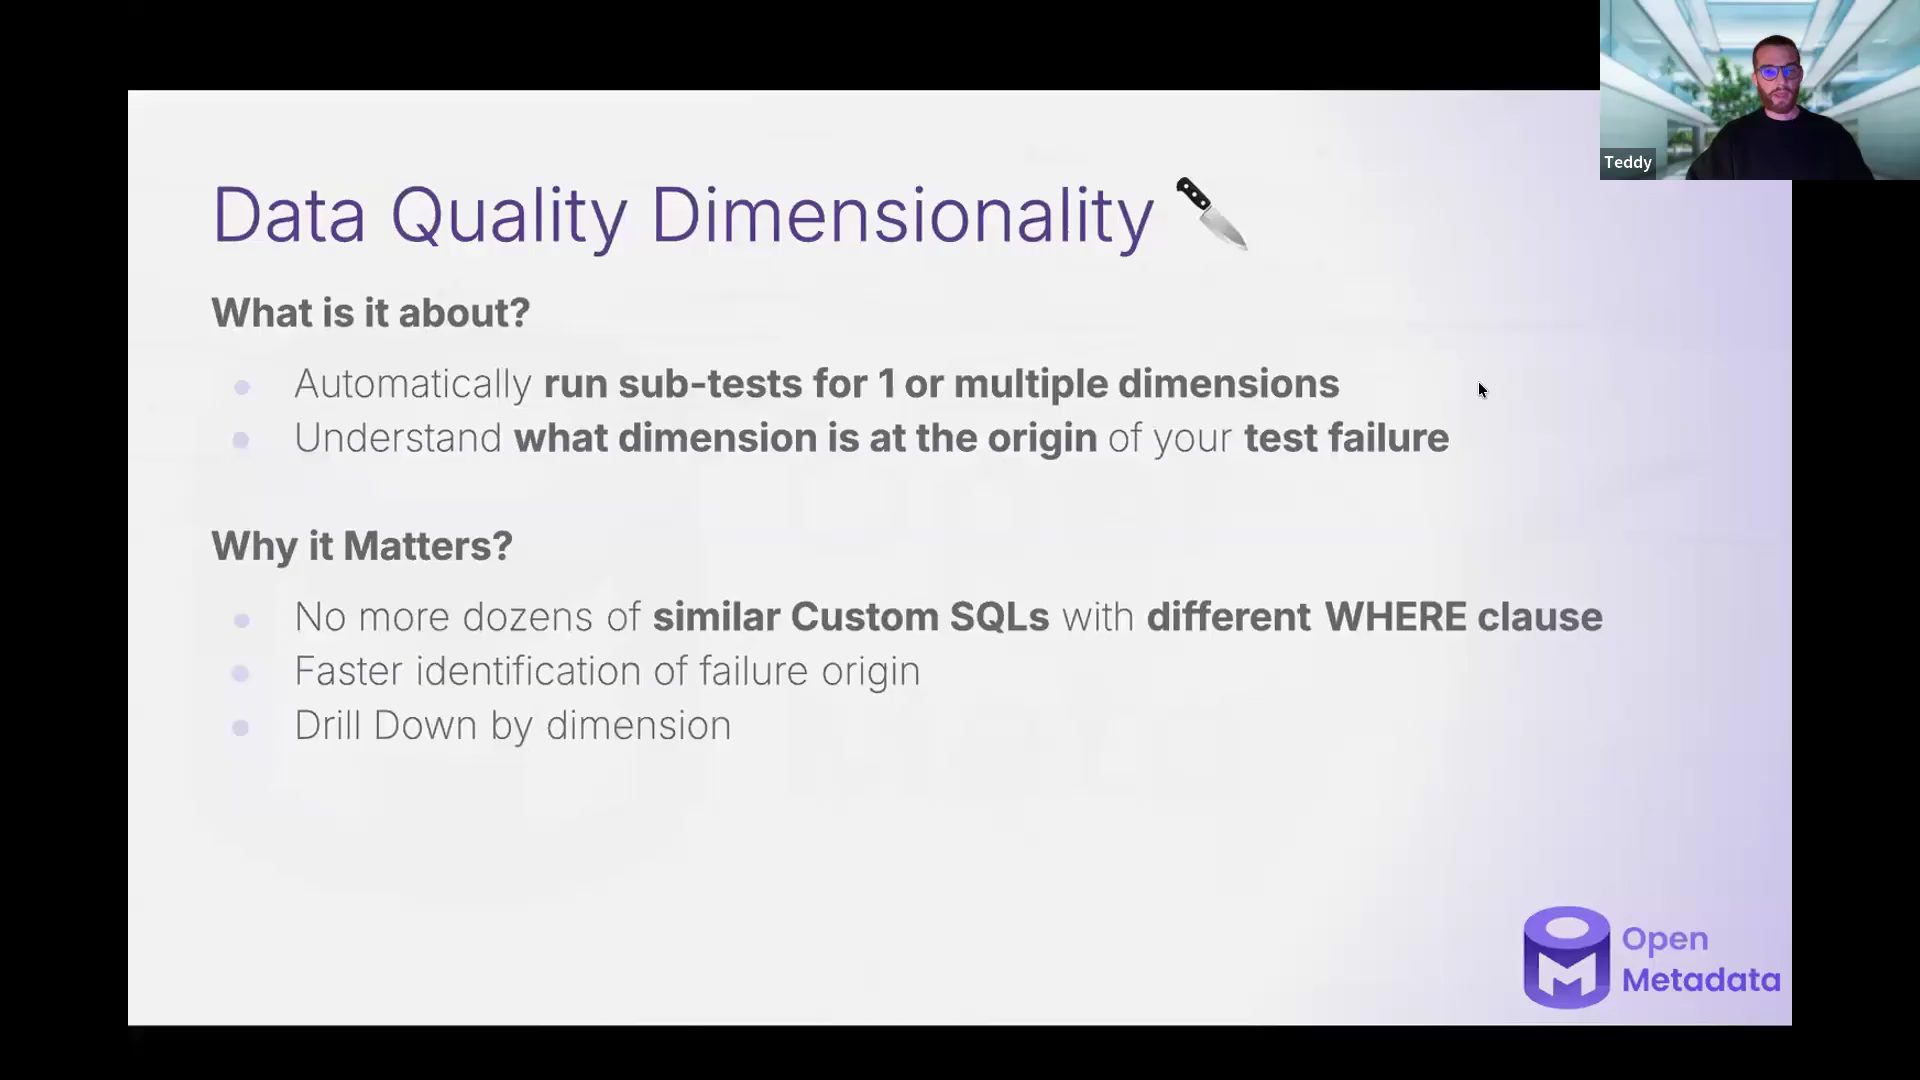 Teddy
Data Quality Dimensionality
What is it about?
Automatically run sub-tests for 1 or multiple dimensions
Understand what dimension is at the origin of your test failure
Why it Matters?
No more dozens of similar Custom SQLs with different WHERE clause
Faster identification of failure origin
Drill Down by dimension
Open
Metadata